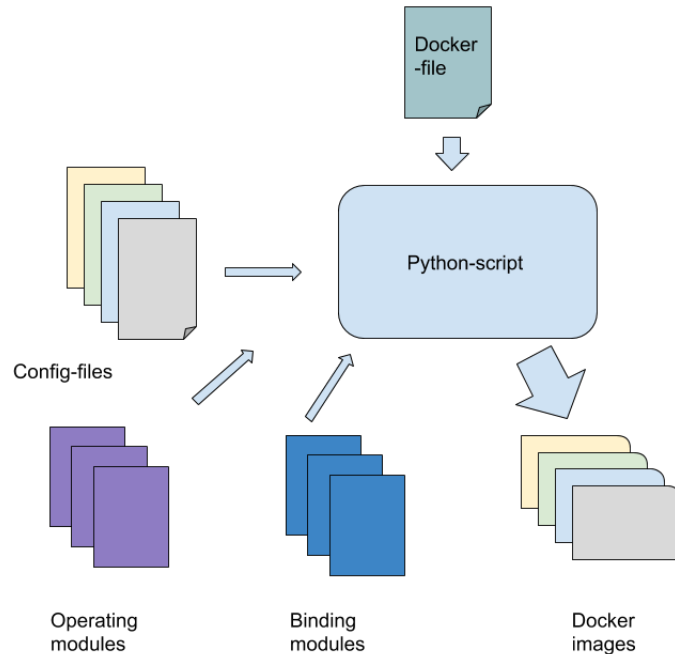 Docker
-file
Python-script
Config-files
Operating
modules
Binding
modules
Docker
images